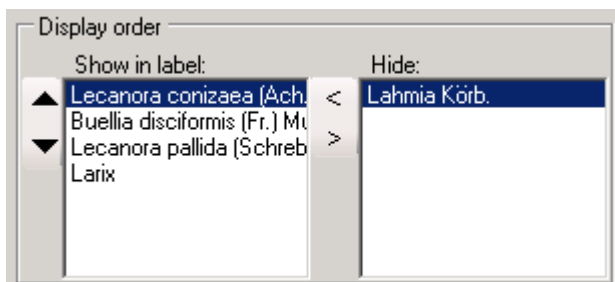 Display order
Show in label:
Lecanora conizaea (Ach.
Buellia disciformis (Fr.) Mu
Lecanora pallida (Schreb
Larix
<
>
Hide:
Lahmia Körb.